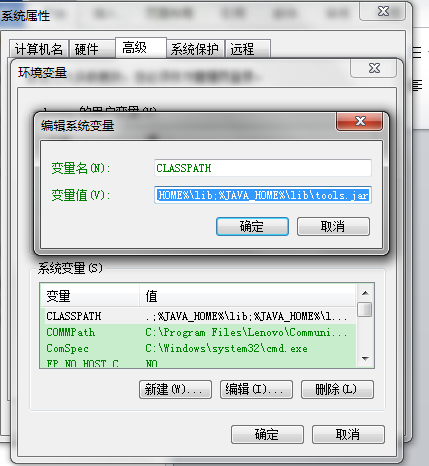 系统属性
计算机名 硬件 高级 系统保护 远程
环境变量
的用户变量(U)
编辑系统变量
变量名(N): CLASSPATH
变量值(V): HOME%\lib;%JAVA_HOME%\lib\tools.jar
确定 取消
系统变量(S)
变量 值
CLASSPATH .;%JAVA_HOME%\lib;%JAVA_HOME%\l...
COMMPath C:\Program Files\Lenovo\Communi...
ComSpec C:\Windows\system32\cmd.exe
FP_NO_HOST_C NO
新建(W)... 编辑(I)... 删除(L)
确定 取消